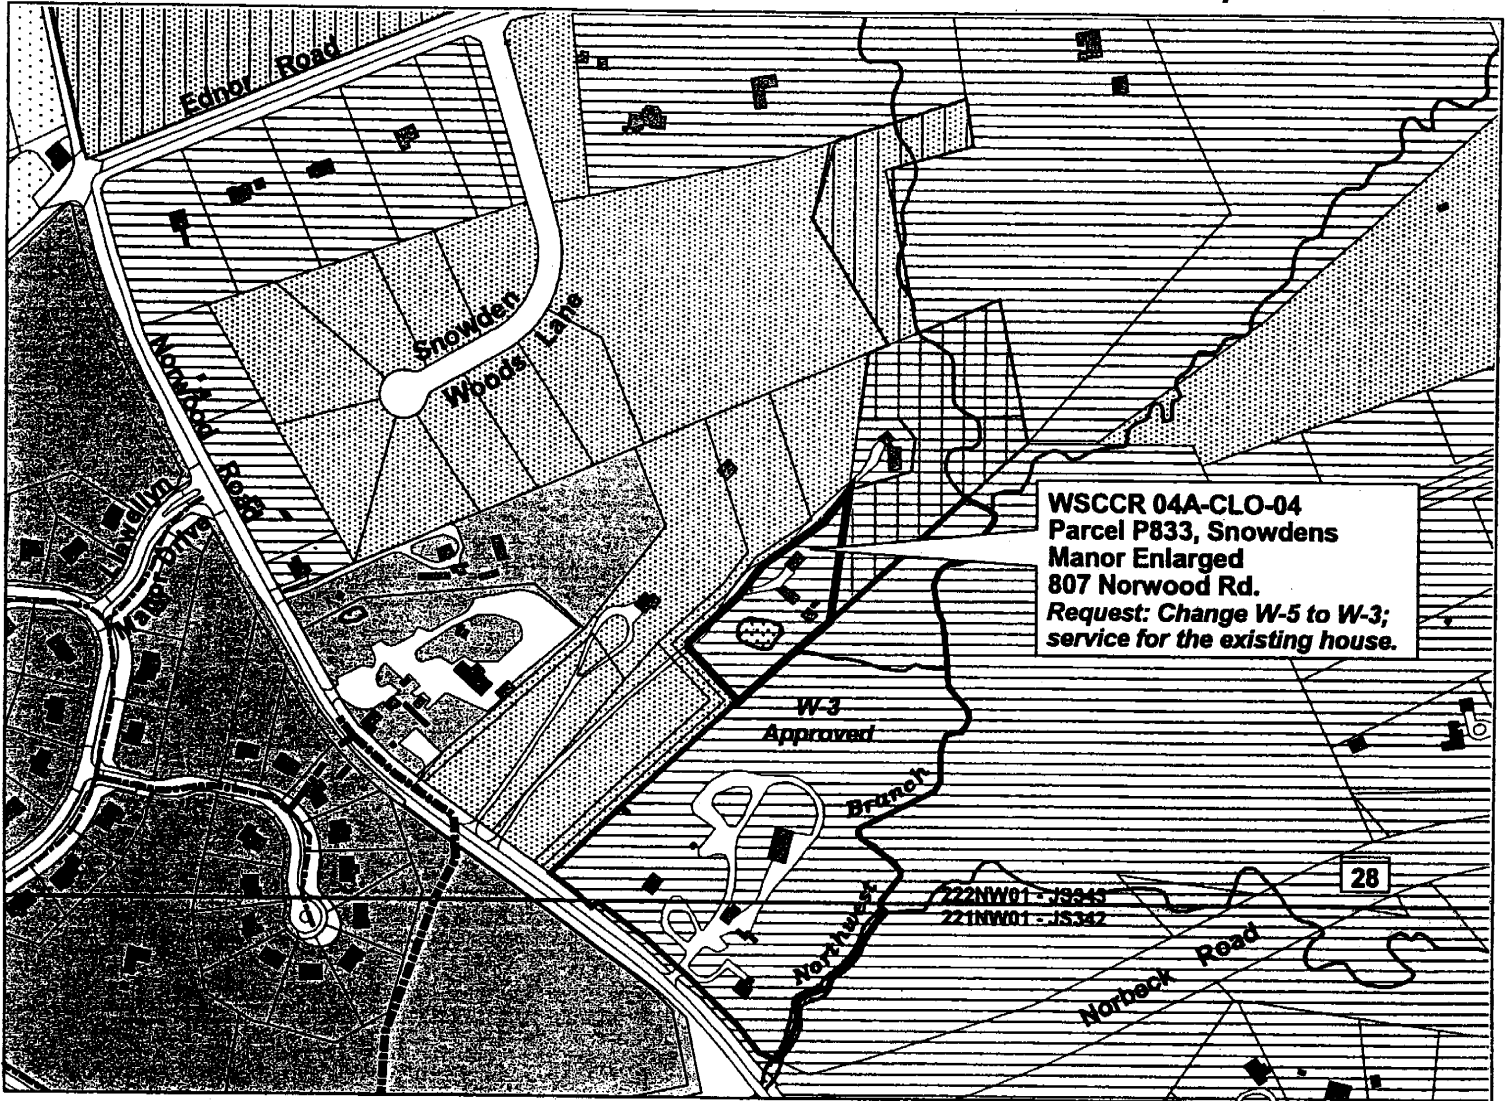 Ednor Road
Snowden
Woods Lane
Norwood
Road
Llewellyn
Manor Drive
WSCCR 04A-CLO-04
Parcel P833, Snowdens
Manor Enlarged
807 Norwood Rd.
Request: Change W-5 to W-3;
service for the existing house.
W-3
Approved
Branch
Northwest
28
222NW01 - JS343
221NW01 - JS342
Norbeck Road